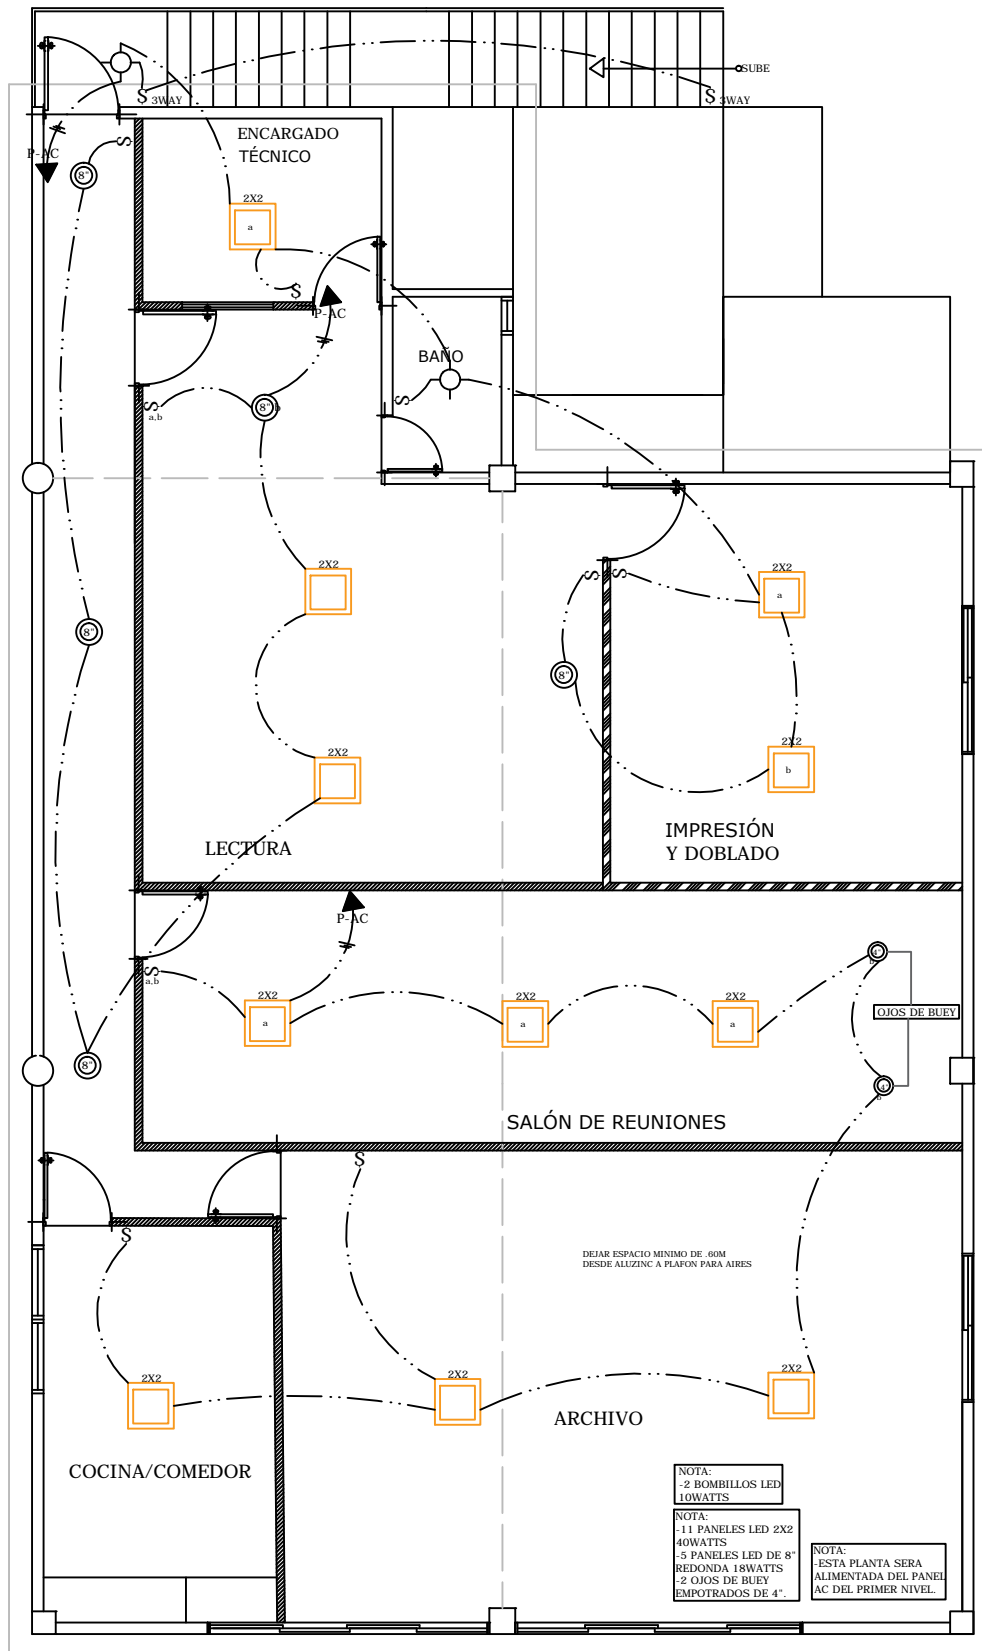 SUBE
$ 3WAY
$ 3WAY
ENCARGADO
TÉCNICO
P-AC
$
8"
2X2
a
$
P-AC
BAÑO
$
a,b
8" b
$
2X2
2X2
a
$
$
8"
8"
2X2
2X2
b
IMPRESIÓN
Y DOBLADO
LECTURA
P-AC
$
a,b
2X2
a
2X2
a
2X2
a
4"
b
OJOS DE BUEY
8"
4"
b
SALÓN DE REUNIONES
$
$
DEJAR ESPACIO MINIMO DE .60M
DESDE ALUZINC A PLAFON PARA AIRES
2X2
2X2
2X2
ARCHIVO
COCINA/COMEDOR
NOTA:
-2 BOMBILLOS LED
10WATTS
NOTA:
-11 PANELES LED 2X2
40WATTS
-5 PANELES LED DE 8"
REDONDA 18WATTS
-2 OJOS DE BUEY
EMPOTRADOS DE 4".
NOTA:
-ESTA PLANTA SERA
ALIMENTADA DEL PANEL
AC DEL PRIMER NIVEL.